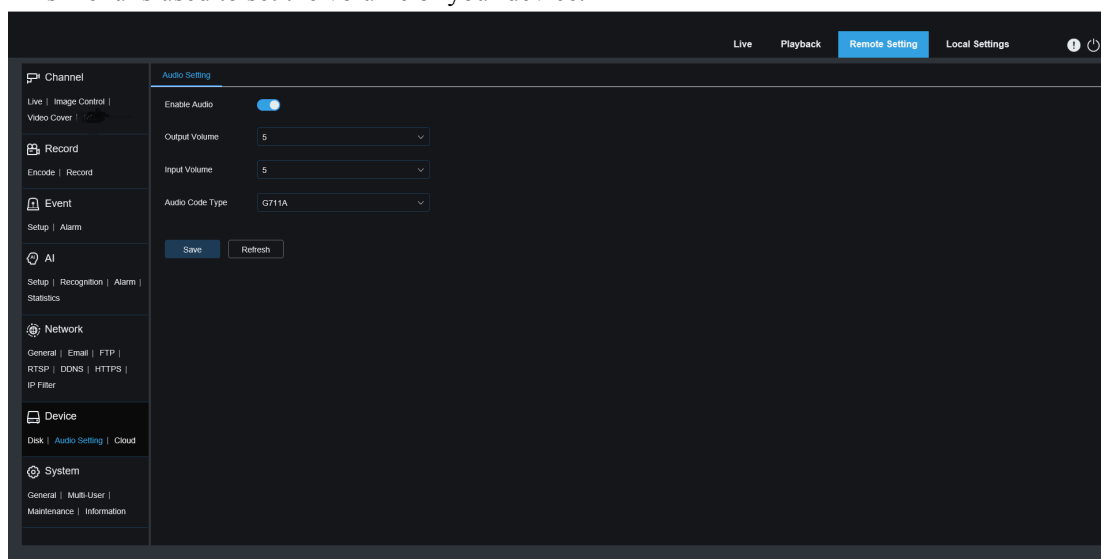 Live Playback Remote Setting Local Settings
Channel
Live | Image Control |
Video Cover |
Record
Encode | Record
Event
Setup | Alarm
AI
Setup | Recognition | Alarm |
Statistics
Network
General | Email | FTP |
RTSP | DDNS | HTTPS |
IP Filter
Device
Disk | Audio Setting | Cloud
System
General | Multi-User |
Maintenance | Information
Audio Setting
Enable Audio
Output Volume 5
Input Volume 5
Audio Code Type G711A
Save Refresh